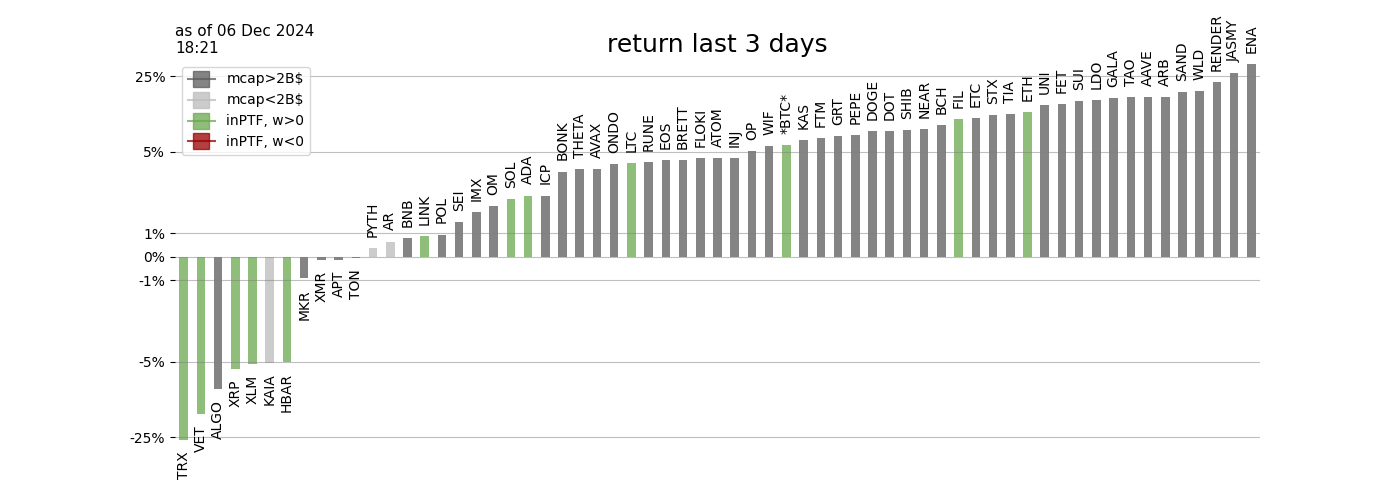 as of 06 Dec 2024
18:21
return last 3 days
mcap>2B$
mcap<2B$
inPTF, w>0
inPTF, w<0
25%
5%
1%
0%
-1%
-5%
-25%
TRX
VET
ALGO
XRP
XLM
KAIA
HBAR
MKR
XMR
APT
TON
PYTH
AR
BNB
LINK
POL
SEI
IMX
OM
SOL
ADA
ICP
BONK
THETA
AVAX
ONDO
LTC
RUNE
EOS
BRETT
FLOKI
ATOM
INJ
OP
WIF
*BTC*
KAS
FTM
GRT
PEPE
DOGE
DOT
SHIB
NEAR
BCH
FIL
ETC
STX
TIA
ETH
UNI
FET
SUI
LDO
GALA
TAO
AAVE
ARB
SAND
WLD
RENDER
JASMY
ENA